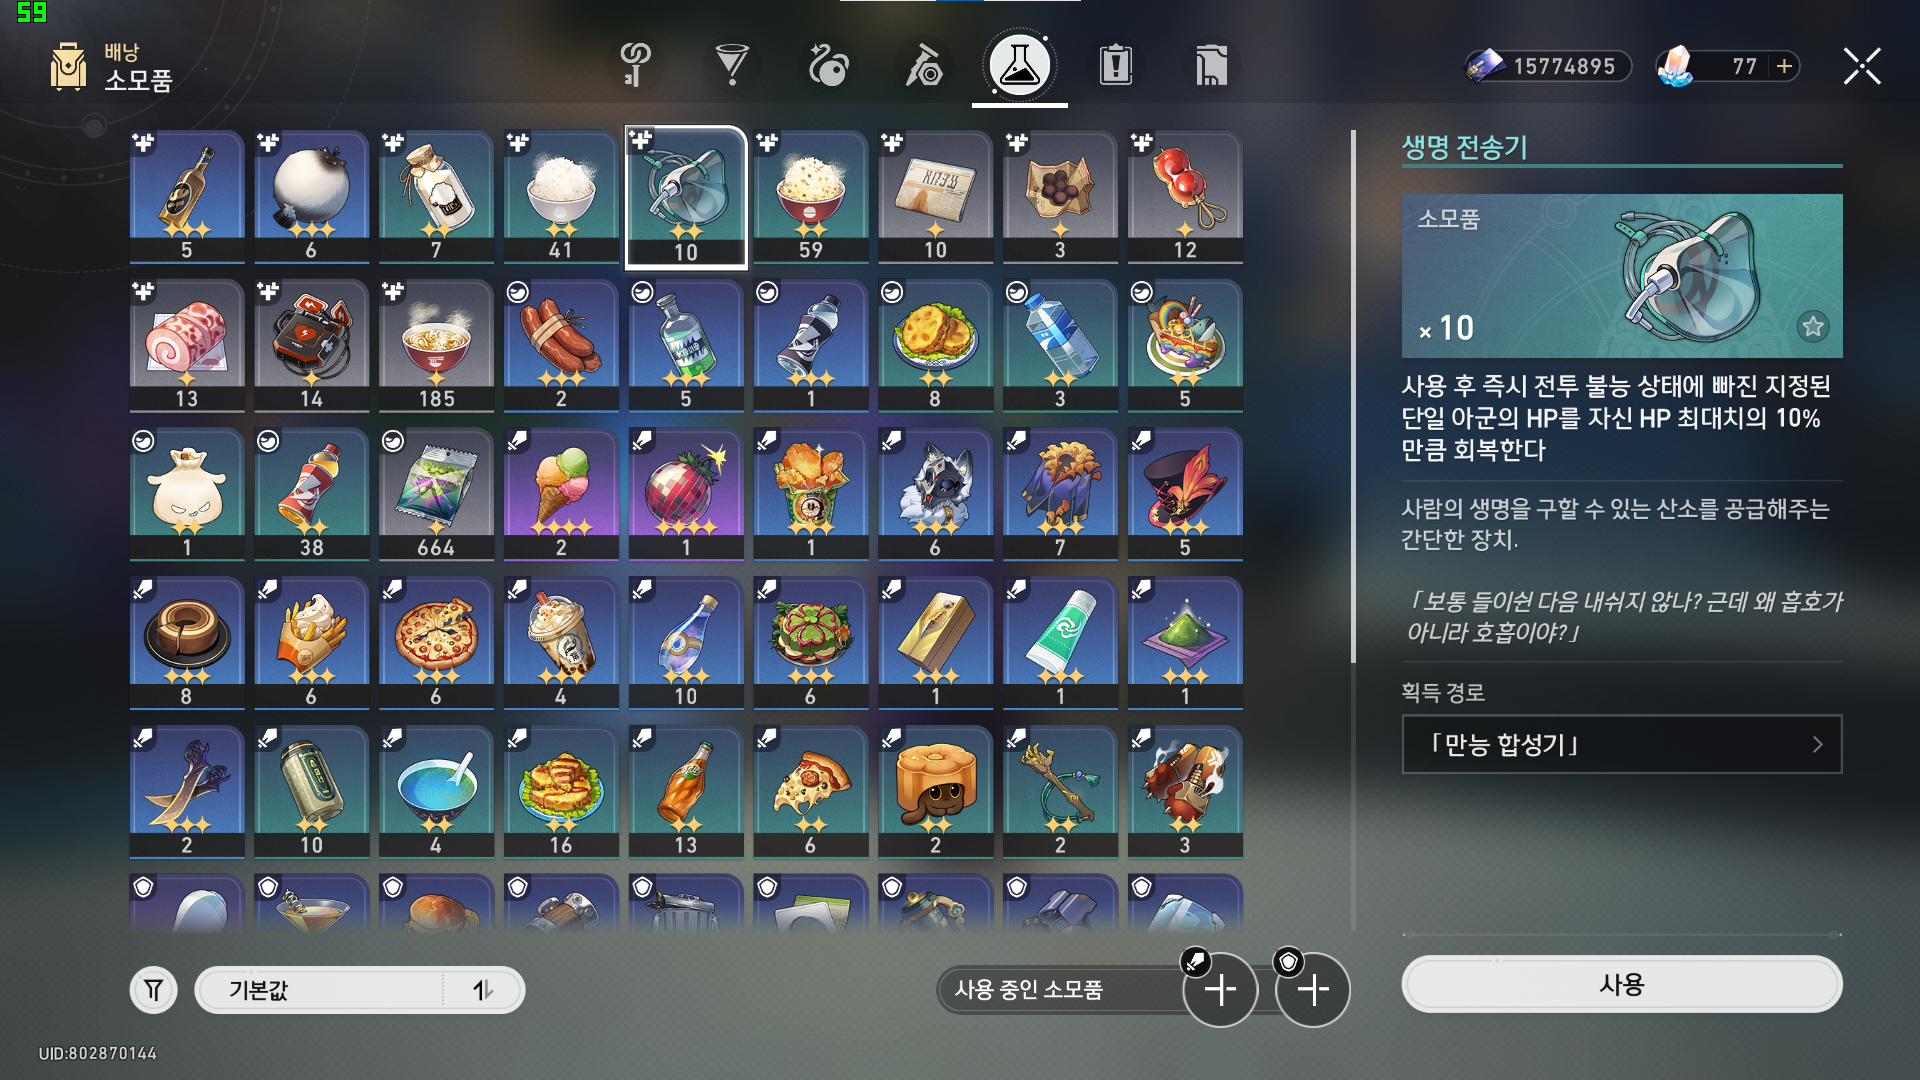 59
배낭
소모품
15774895
77
생명 전송기
소모품
× 10
사용 후 즉시 전투 불능 상태에 빠진 지정된
단일 아군의 HP를 자신 HP 최대치의 10%
만큼 회복한다
사람의 생명을 구할 수 있는 산소를 공급해주는
간단한 장치.
「보통 들이쉰 다음 내쉬지 않나? 근데 왜 흡호가
아니라 호흡이야?」
획득 경로
「만능 합성기」
사용
5 6 7 41 10 59 10 3 12
13 14 185 2 5 1 8 3 5
1 38 664 2 1 1 6 7 5
8 6 6 4 10 6 1 1 1
2 10 4 16 13 6 2 2 3
기본값
사용 중인 소모품
UID:802870144